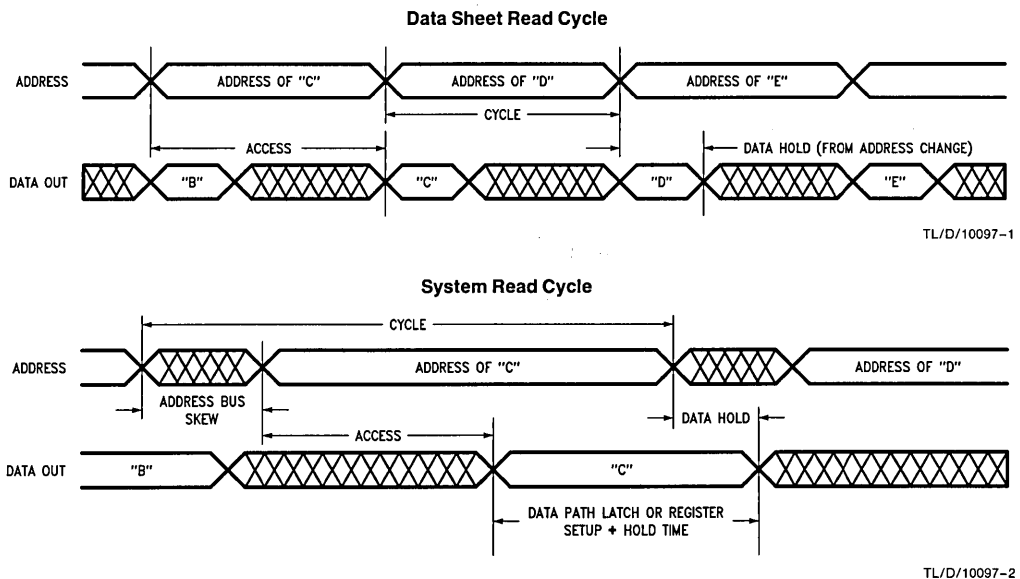 Data Sheet Read Cycle
ADDRESS
ADDRESS OF "C"
ADDRESS OF "D"
ADDRESS OF "E"
CYCLE
ACCESS
DATA HOLD (FROM ADDRESS CHANGE)
DATA OUT
"B"
"C"
"D"
"E"
TL/D/10097-1
System Read Cycle
CYCLE
ADDRESS
ADDRESS OF "C"
ADDRESS OF "D"
ADDRESS BUS
SKEW
DATA HOLD
ACCESS
DATA OUT
"B"
"C"
DATA PATH LATCH OR REGISTER
SETUP + HOLD TIME
TL/D/10097-2